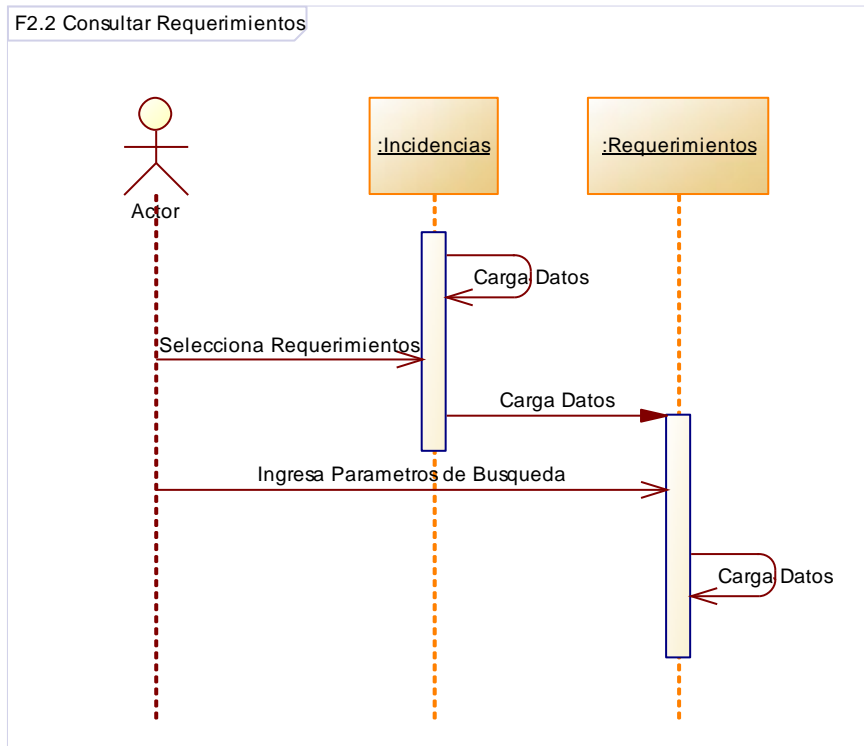 F2.2 Consultar Requerimientos
:Incidencias
:Requerimientos
Actor
Carga Datos
Selecciona Requerimientos
Carga Datos
Ingresa Parametros de Busqueda
Carga Datos